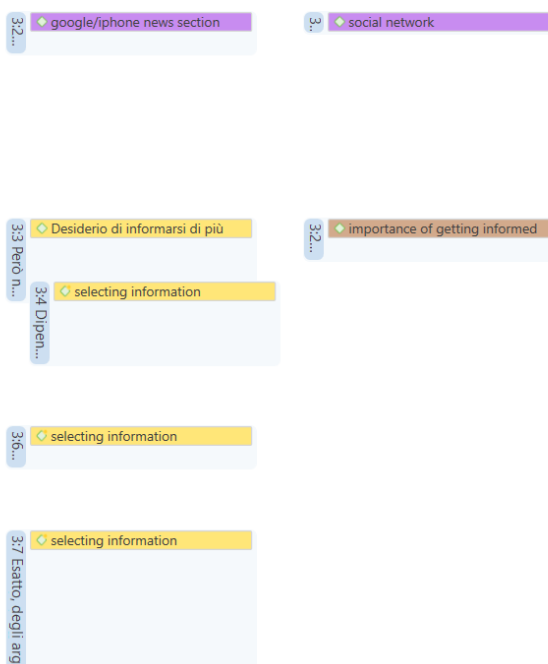 3:2...
google/iphone news section
3..
social network
3:3 Però n...
Desiderio di informarsi di più
3:2...
importance of getting informed
3:4 Dipen...
selecting information
3:6...
selecting information
3:7 Esatto, degli arg
selecting information